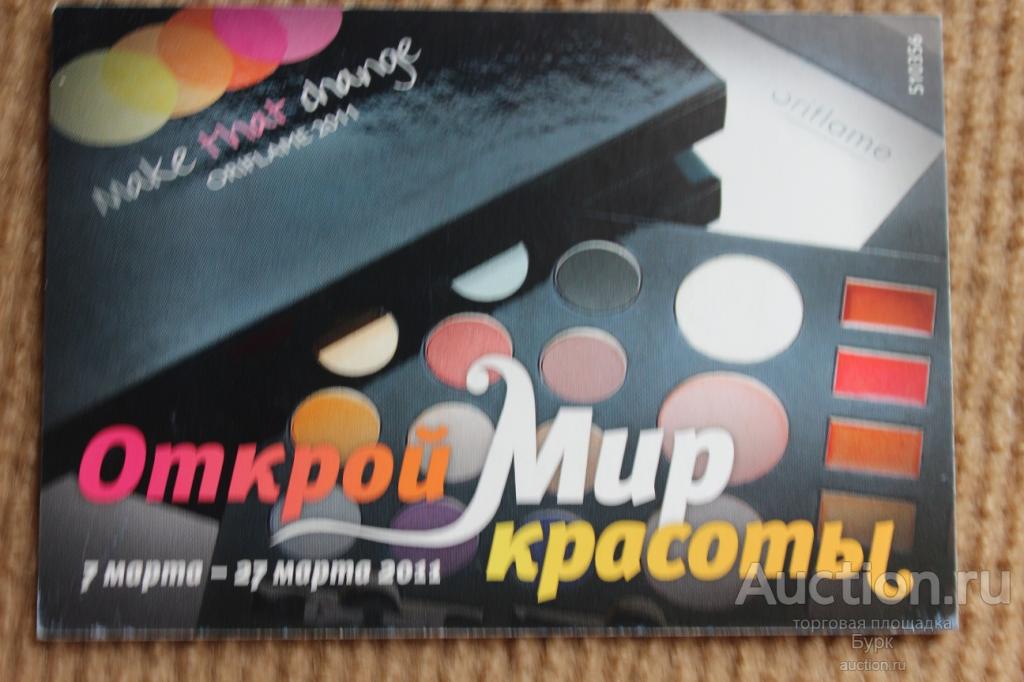 make that change
ORIFLAME 2011
oriflame
510356
Открой Мир
красоты
7 марта - 27 марта 2011
Auction.ru
торговая площадка
Бурк
auction.ru